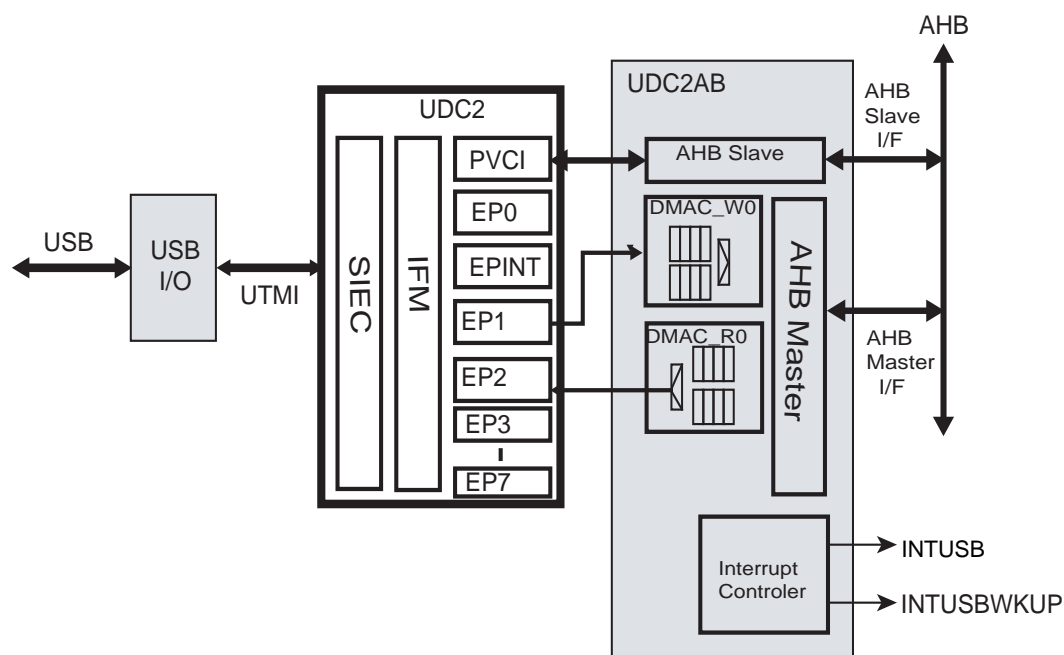 AHB
UDC2AB
AHB
Slave
I/F
UDC2
PVCI
AHB Slave
EP0
DMAC_W0
USB
USB
I/O
UTMI
SIEC
IFM
EPINT
EP1
AHB Master
DMAC_R0
AHB
Master
I/F
EP2
EP3
EP7
Interrupt
Controler
INTUSB
INTUSBWKUP